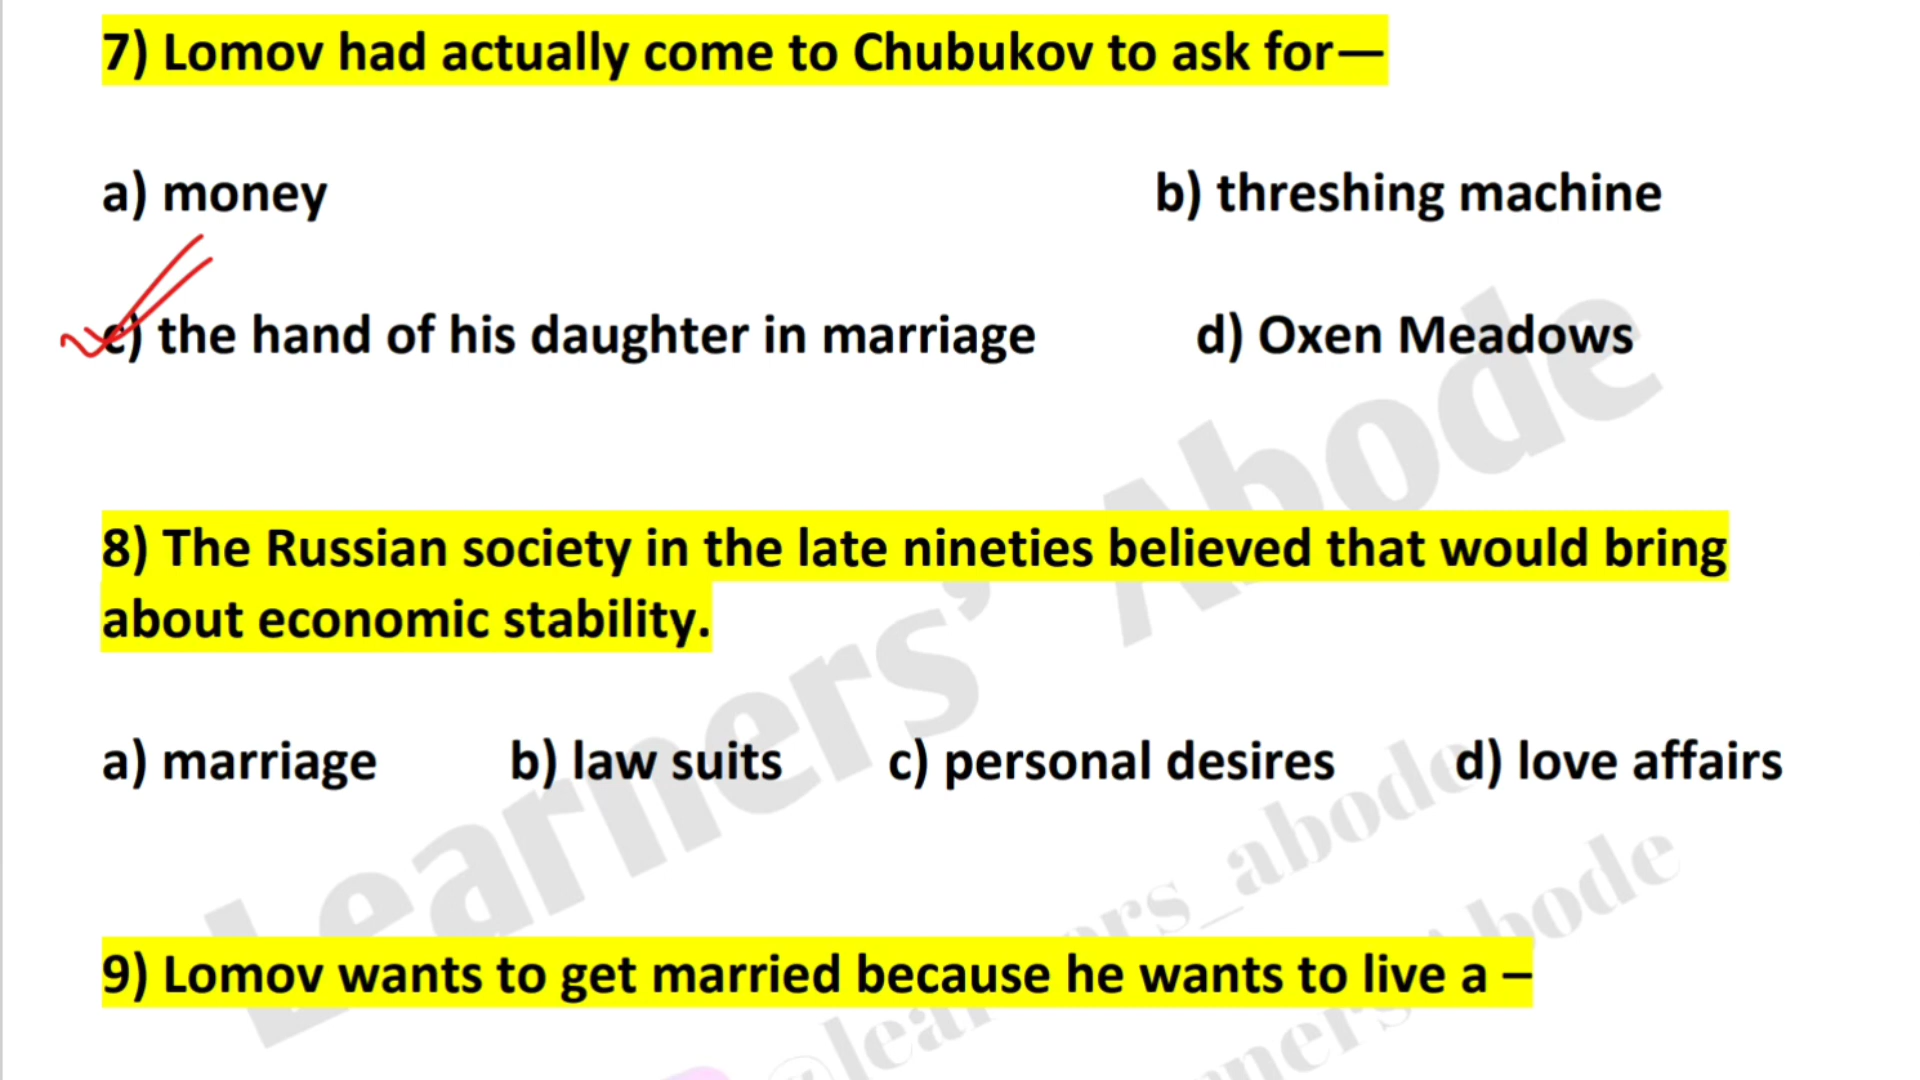 7) Lomov had actually come to Chubukov to ask for—
a) money b) threshing machine
c) the hand of his daughter in marriage d) Oxen Meadows
8) The Russian society in the late nineties believed that would bring
about economic stability.
a) marriage b) law suits c) personal desires d) love affairs
9) Lomov wants to get married because he wants to live a –
Learners’ Abode